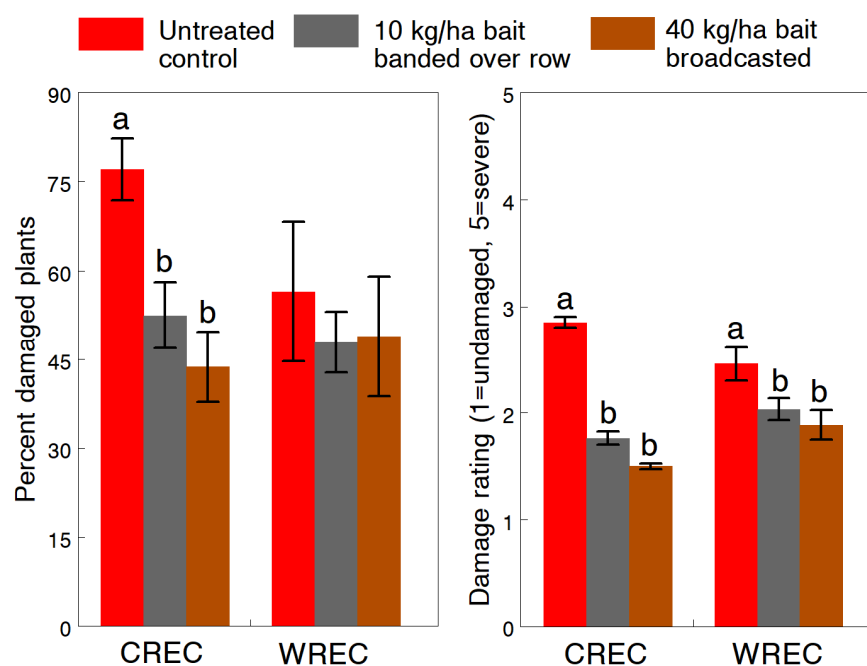 Untreated
control
10 kg/ha bait
banded over row
40 kg/ha bait
broadcasted
Percent damaged plants
90
75
60
45
30
15
0
a
b
b
CREC
WREC
Damage rating (1=undamaged, 5=severe)
5
4
3
2
1
0
a
b
b
a
b
b
CREC
WREC